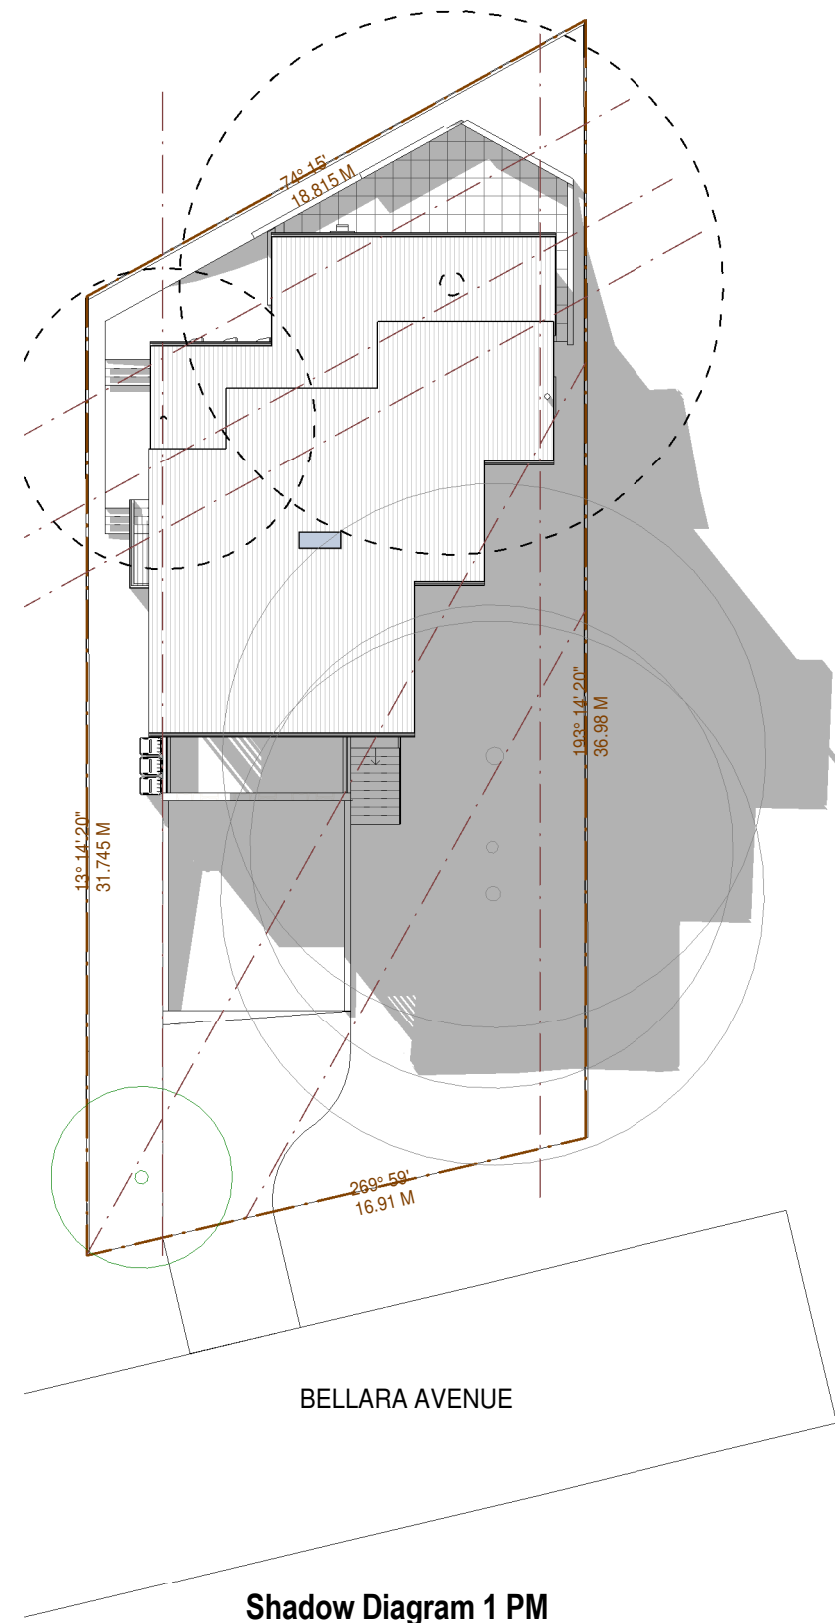 74° 15'
18.815 M
193° 14' 20"
36.98 M
13° 14' 20"
31.745 M
269° 59'
16.91 M
BELLARA AVENUE
Shadow Diagram 1 PM